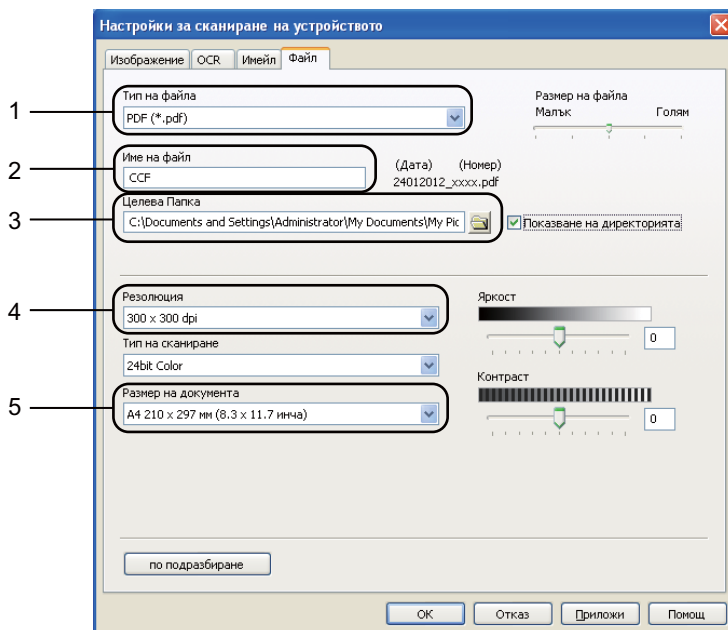 Настройки за сканиране на устройството
Изображение OCR Имейл Файл
1
Тип на файла
PDF (*.pdf)
Размер на файла
Малък Голям
2
Име на файл
CCF
(Дата) (Номер)
24012012_xxxx.pdf
3
Целева Папка
C:\Documents and Settings\Administrator\My Documents\My Pic
Показване на директорията
4
Резолюция
300 x 300 dpi
Яркост
0
Тип на сканиране
24bit Color
Контраст
0
5
Размер на документа
A4 210 x 297 мм (8.3 x 11.7 инча)
по подразбиране
OK Отказ Приложи Помощ